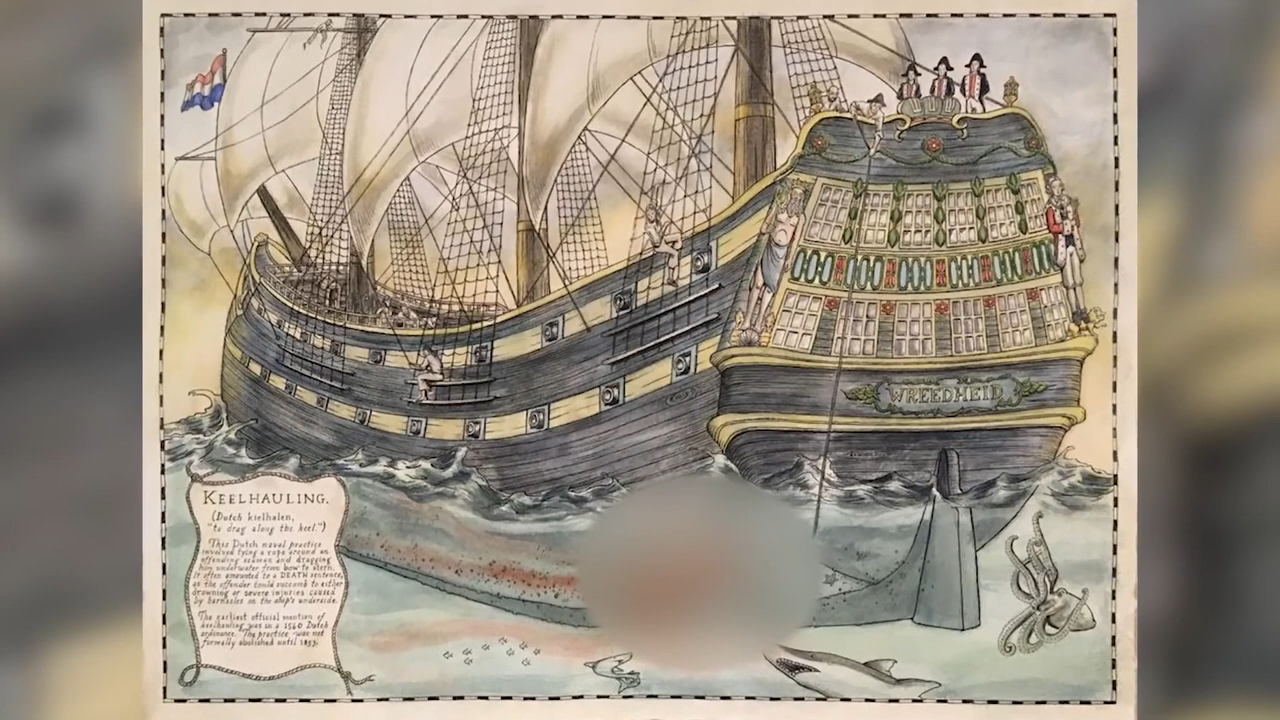 WREEDHEID
KEELHAULING.
(Dutch kielhalen,
"to drag along the keel.")
This Dutch naval practice
involved tying a rope around an
offending seaman and dragging
him underwater from bow to stern.
It often amounted to a DEATH sentence,
as the offender could succumb to either
drowning or severe injuries caused
by barnacles on the ship's underside.
The earliest official mention of
keelhauling was in a 1560 Dutch
ordinance. The practice was not
formally abolished until 1853.